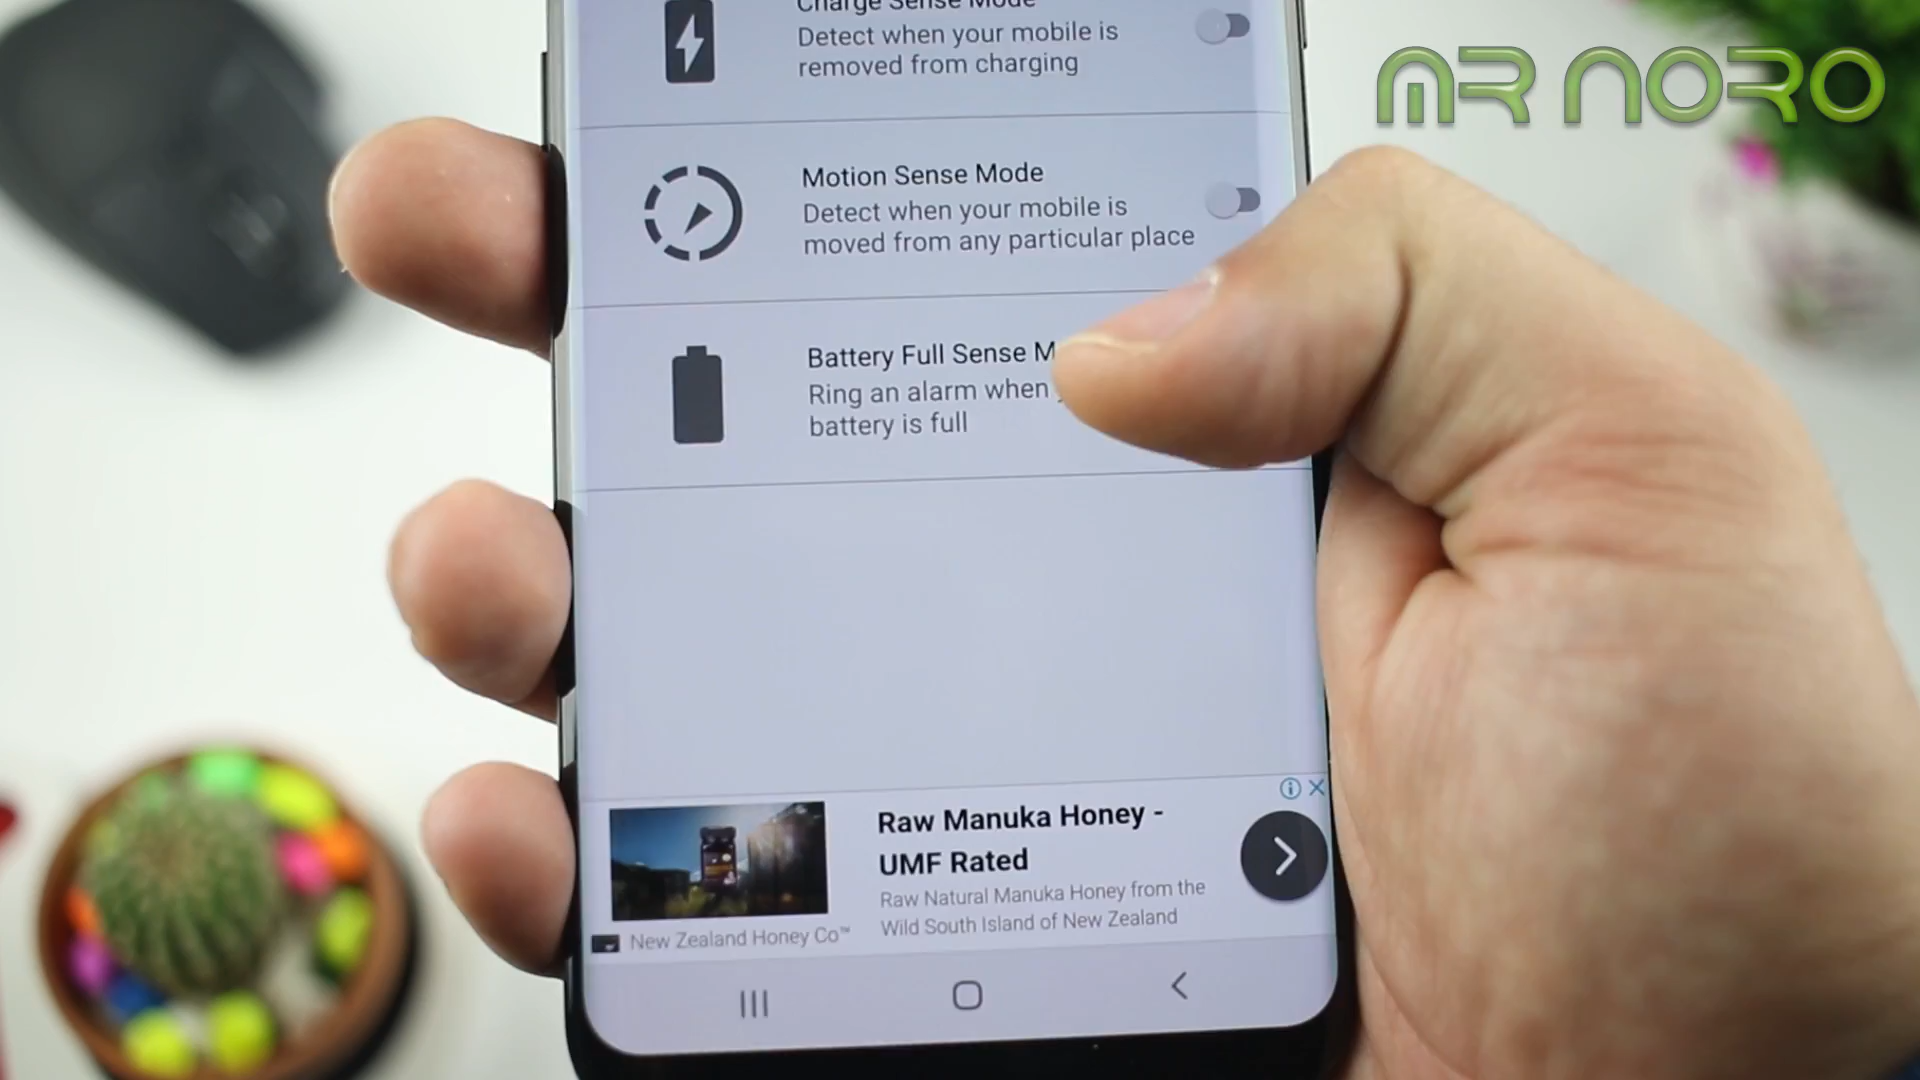 Charge Sense Mode
Detect when your mobile is
removed from charging
MR NORO
Motion Sense Mode
Detect when your mobile is
moved from any particular place
Battery Full Sense M
Ring an alarm when
battery is full
Raw Manuka Honey -
UMF Rated
Raw Natural Manuka Honey from the
Wild South Island of New Zealand
New Zealand Honey Co™